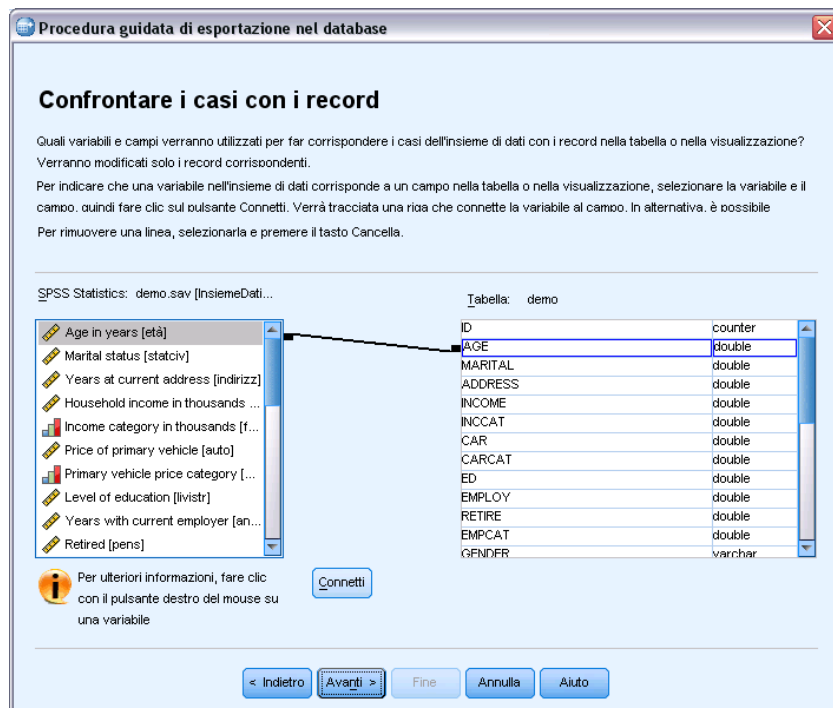 Procedura guidata di esportazione nel database
Confrontare i casi con i record
Quali variabili e campi verranno utilizzati per far corrispondere i casi dell'insieme di dati con i record nella tabella o nella visualizzazione?
Verranno modificati solo i record corrispondenti.
Per indicare che una variabile nell'insieme di dati corrisponde a un campo nella tabella o nella visualizzazione, selezionare la variabile e il
campo, quindi fare clic sul pulsante Connetti. Verrà tracciata una riga che connette la variabile al campo. In alternativa, è possibile
Per rimuovere una linea, selezionarla e premere il tasto Cancella.
SPSS Statistics: demo.sav [InsiemeDati...
Age in years [età]
Marital status [statciv]
Years at current address [indirizz]
Household income in thousands ...
Income category in thousands [f...
Price of primary vehicle [auto]
Primary vehicle price category [...
Level of education [livistr]
Years with current employer [an...
Retired [pens]
Tabella: demo
ID counter
AGE double
MARITAL double
ADDRESS double
INCOME double
INCCAT double
CAR double
CARCAT double
ED double
EMPLOY double
RETIRE double
EMPCAT double
GENDER varchar
Per ulteriori informazioni, fare clic
con il pulsante destro del mouse su
una variabile
Connetti
< Indietro
Avanti >
Fine
Annulla
Aiuto